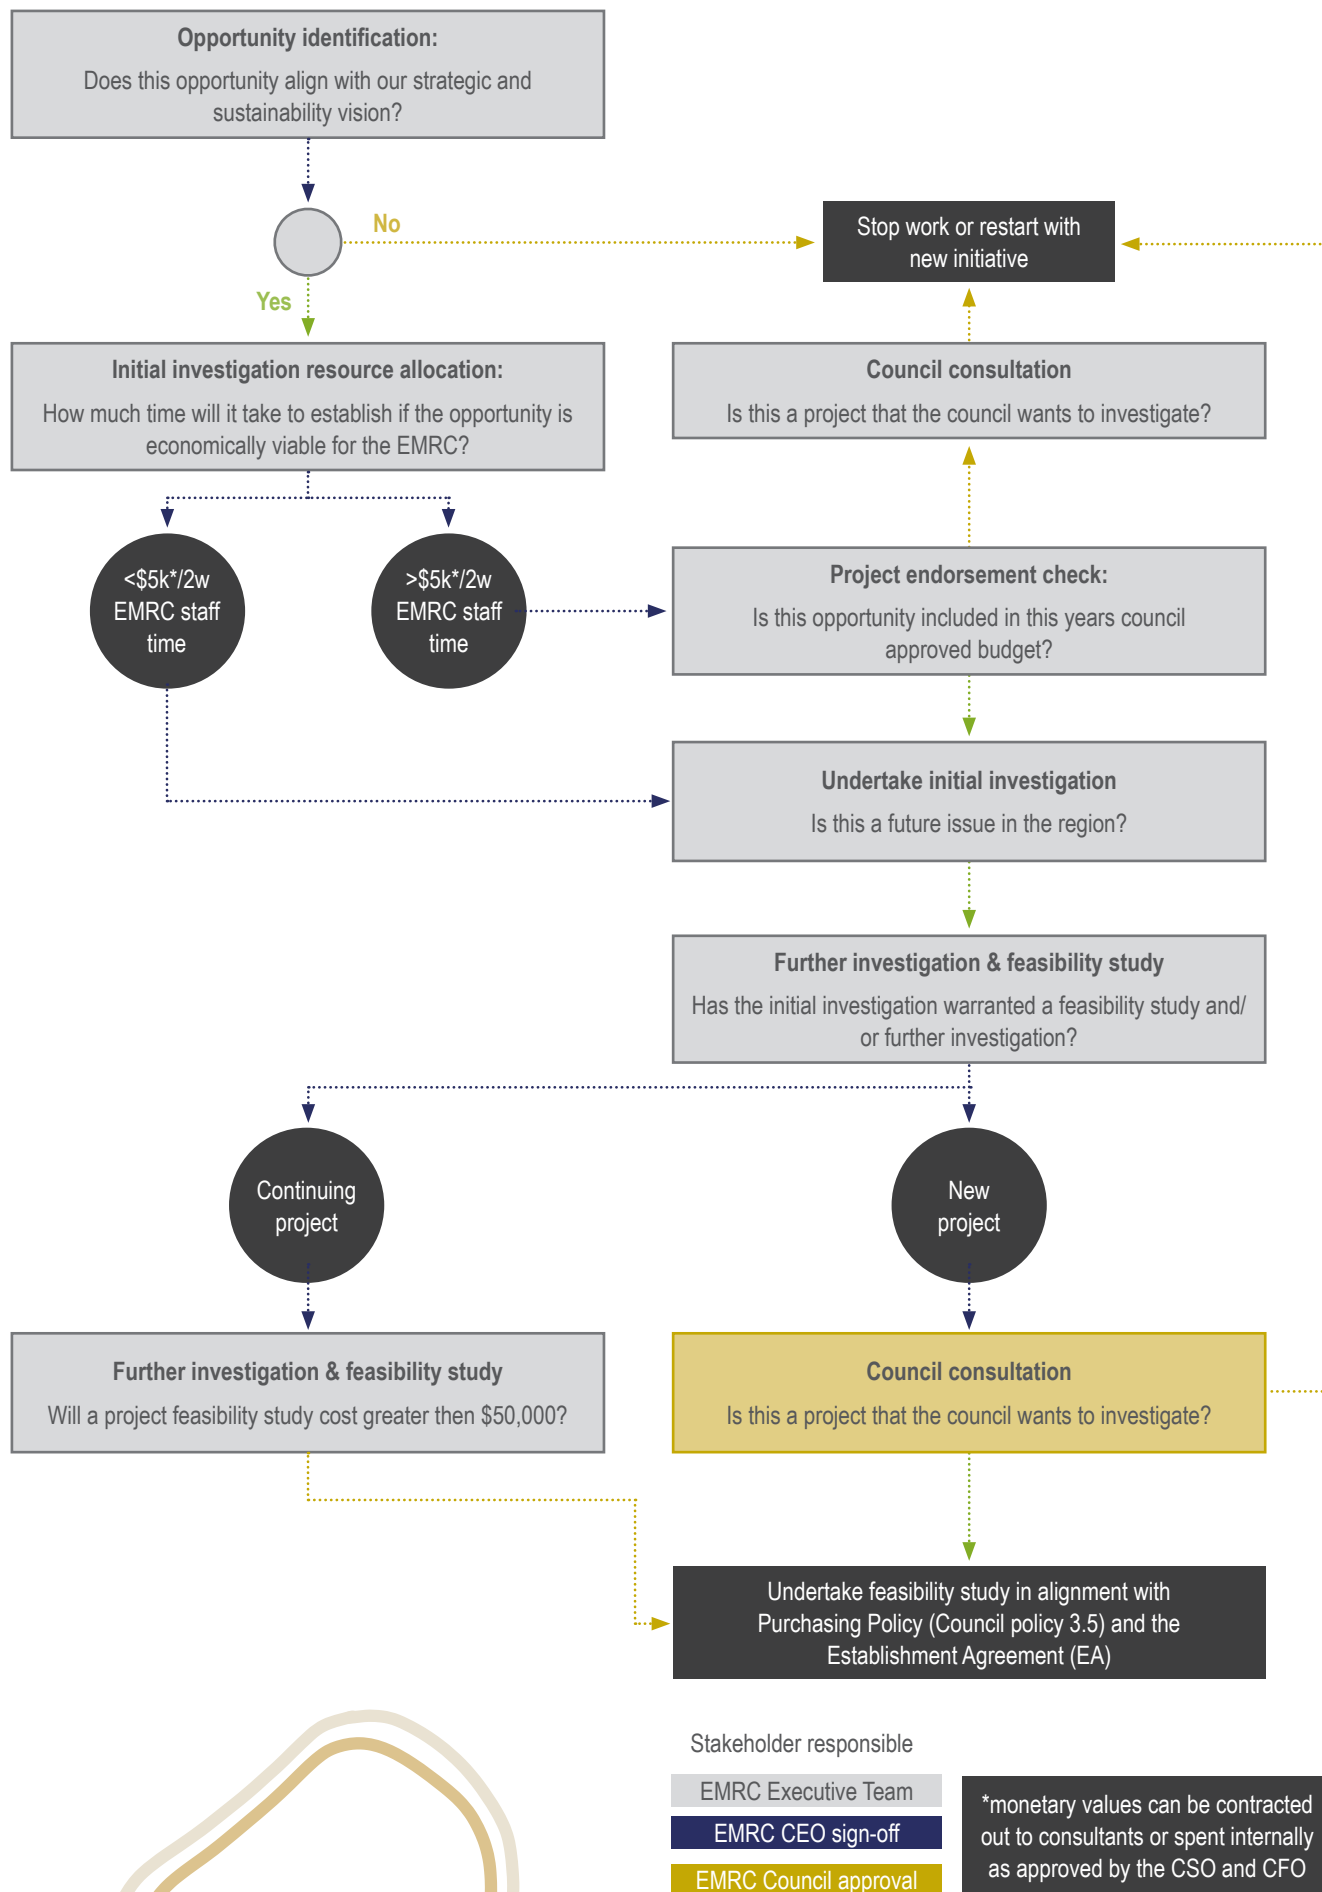 Opportunity identification:
Does this opportunity align with our strategic and
sustainability vision?
No
Stop work or restart with
new initiative
Yes
Initial investigation resource allocation:
How much time will it take to establish if the opportunity is
economically viable for the EMRC?
Council consultation
Is this a project that the council wants to investigate?
<$5k*/2w
EMRC staff
time
>$5k*/2w
EMRC staff
time
Project endorsement check:
Is this opportunity included in this years council
approved budget?
Undertake initial investigation
Is this a future issue in the region?
Further investigation & feasibility study
Has the initial investigation warranted a feasibility study and/
or further investigation?
Continuing
project
New
project
Further investigation & feasibility study
Will a project feasibility study cost greater then $50,000?
Council consultation
Is this a project that the council wants to investigate?
Undertake feasibility study in alignment with
Purchasing Policy (Council policy 3.5) and the
Establishment Agreement (EA)
Stakeholder responsible
EMRC Executive Team
EMRC CEO sign-off
EMRC Council approval
*monetary values can be contracted
out to consultants or spent internally
as approved by the CSO and CFO